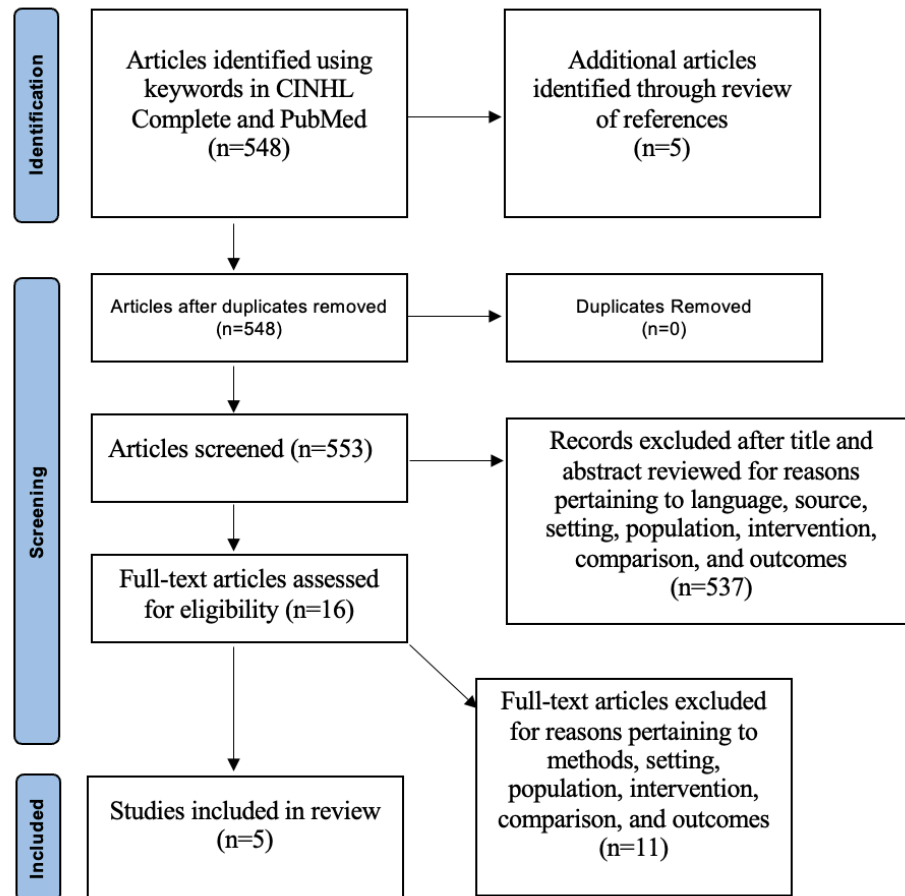 Identification
Articles identified using
keywords in CINHL
Complete and PubMed
(n=548)
Additional articles
identified through review
of references
(n=5)
Screening
Articles after duplicates removed
(n=548)
Duplicates Removed
(n=0)
Articles screened (n=553)
Records excluded after title and
abstract reviewed for reasons
pertaining to language, source,
setting, population, intervention,
comparison, and outcomes
(n=537)
Full-text articles assessed
for eligibility (n=16)
Full-text articles excluded
for reasons pertaining to
methods, setting,
population, intervention,
comparison, and outcomes
(n=11)
Included
Studies included in review
(n=5)